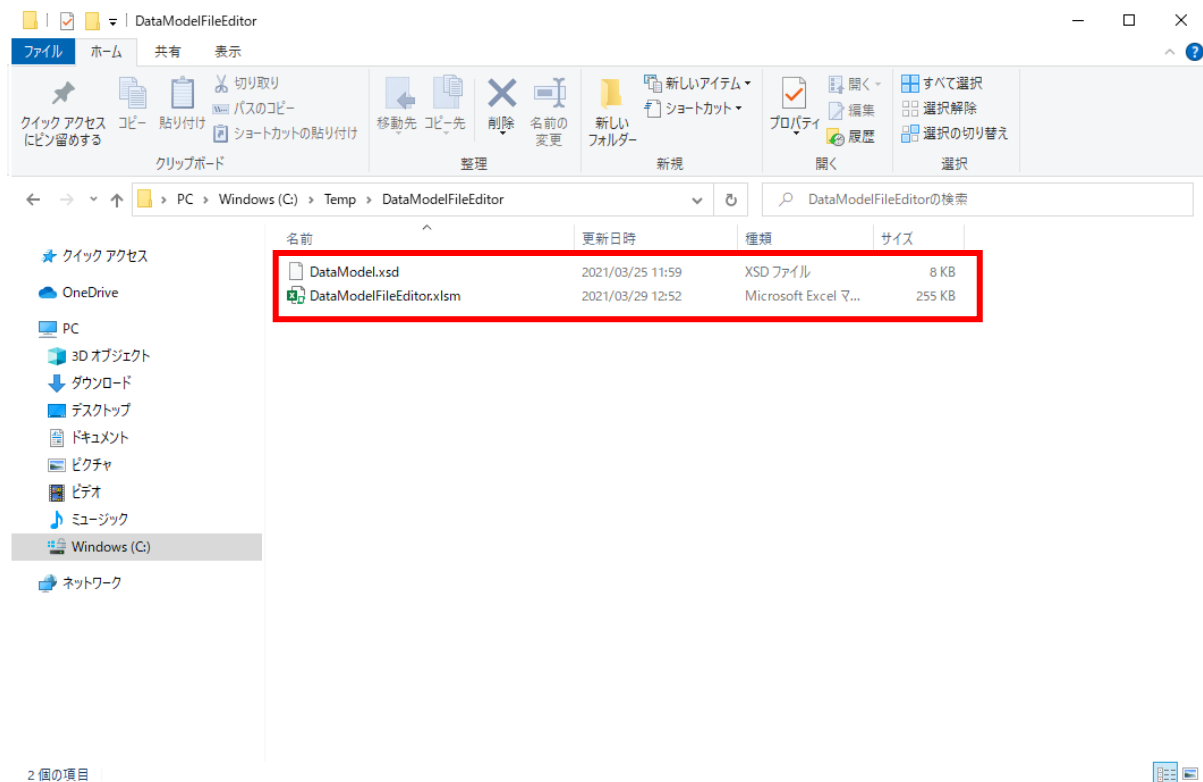 DataModelFileEditor
ファイル ホーム 共有 表示
クイック アクセス
にピン留めする
コピー
貼り付け
切り取り
パスのコピー
ショートカットの貼り付け
クリップボード
移動先
コピー先
削除
名前の
変更
整理
新しい
フォルダー
新しいアイテム
ショートカット
新規
プロパティ
開く
編集
履歴
開く
すべて選択
選択解除
選択の切り替え
選択
PC › Windows (C:) › Temp › DataModelFileEditor
DataModelFileEditorの検索
名前 更新日時 種類 サイズ
DataModel.xsd 2021/03/25 11:59 XSD ファイル 8 KB
DataModelFileEditor.xlsm 2021/03/29 12:52 Microsoft Excel マ... 255 KB
クイック アクセス
OneDrive
PC
3D オブジェクト
ダウンロード
デスクトップ
ドキュメント
ピクチャ
ビデオ
ミュージック
Windows (C:)
ネットワーク
2 個の項目